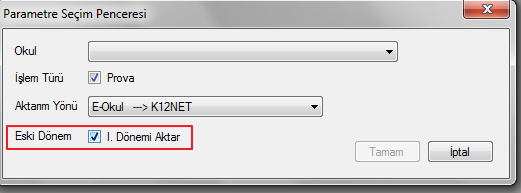 Parametre Seçim Penceresi
Okul
İşlem Türü Prova
Aktarım Yönü E-Okul ---> K12NET
Eski Dönem I. Dönemi Aktar
Tamam İptal